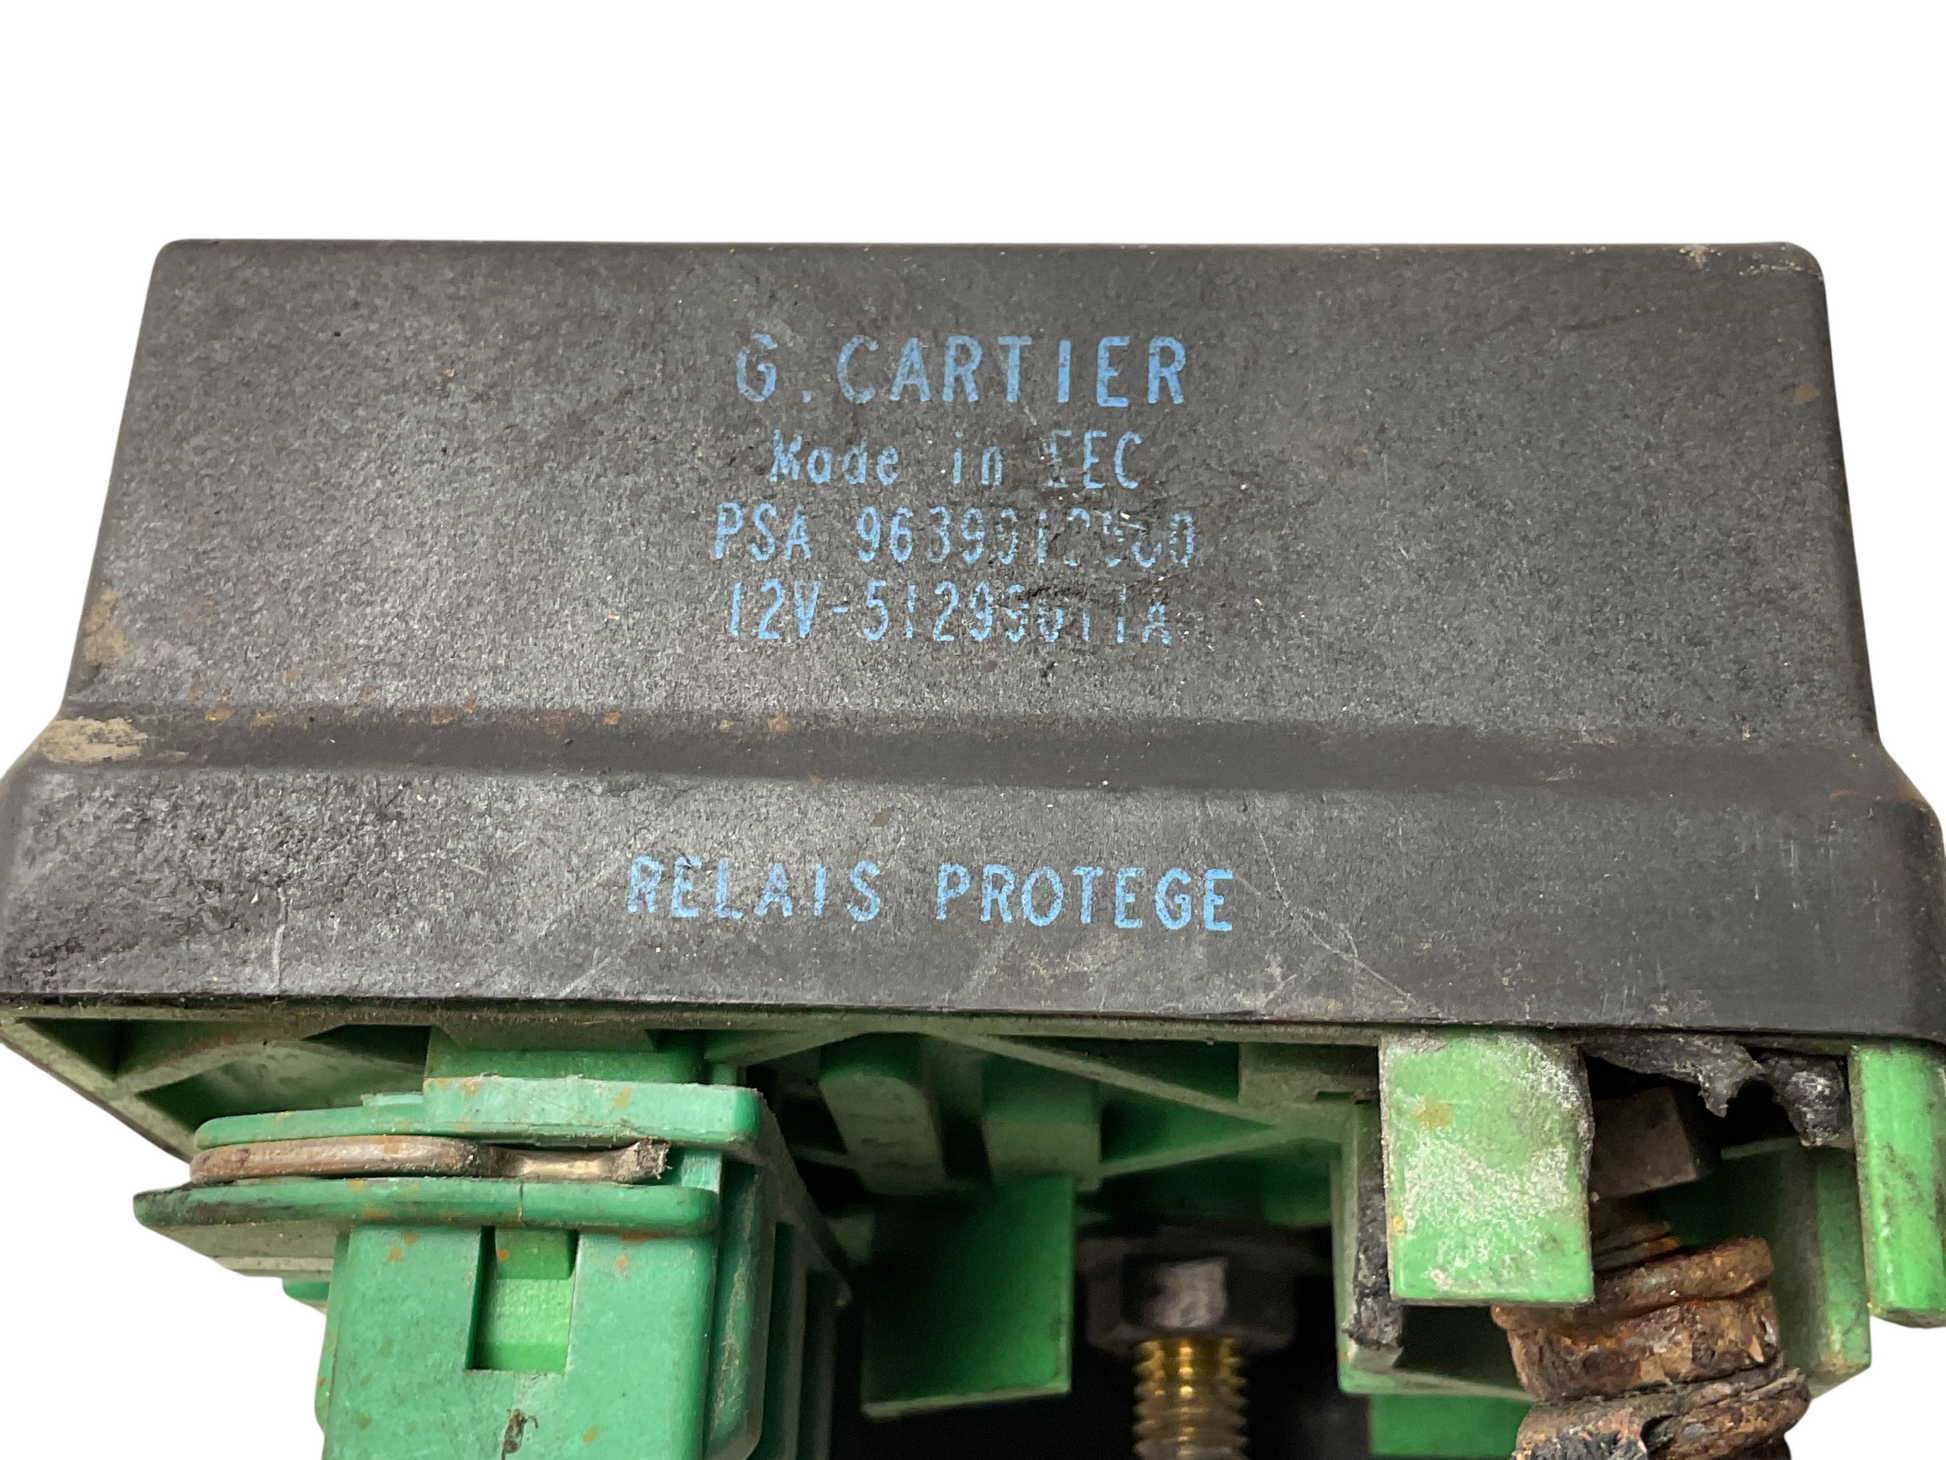 G. CARTIER
Made in EEC
PSA 9639912580
12V-51299011A
RELAIS PROTEGE